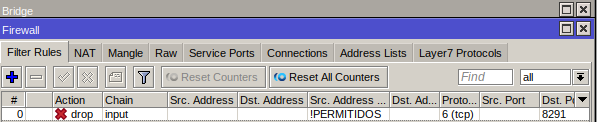 Bridge
Firewall
Filter Rules NAT Mangle Raw Service Ports Connections Address Lists Layer7 Protocols
Reset Counters Reset All Counters Find all
# Action Chain Src. Address Dst. Address Src. Address ... Dst. Ad... Proto... Src. Port Dst. Po
0 drop input !PERMITIDOS 6 (tcp) 8291